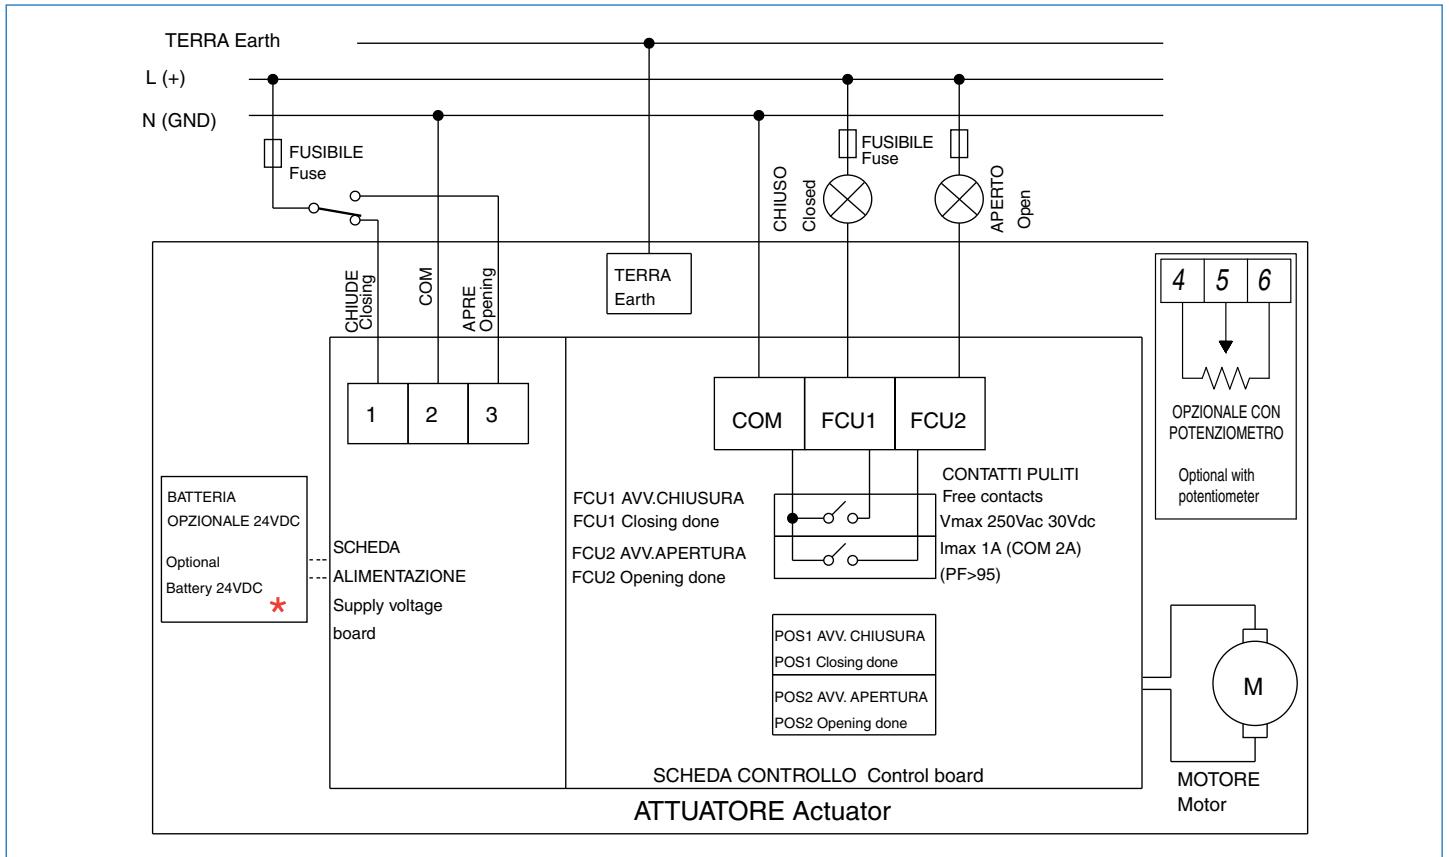 TERRA Earth
L (+)
N (GND)
FUSIBILE
Fuse
FUSIBILE
Fuse
CHIUSO
Closed
APERTO
Open
CHIUDE
Closing
COM
APRE
Opening
TERRA
Earth
4 5 6
OPZIONALE CON
POTENZIOMETRO
Optional with
potentiometer
1 2 3
COM FCU1 FCU2
BATTERIA
OPZIONALE 24VDC
Optional
Battery 24VDC
*
SCHEDA
ALIMENTAZIONE
Supply voltage
board
FCU1 AVV.CHIUSURA
FCU1 Closing done
FCU2 AVV.APERTURA
FCU2 Opening done
CONTATTI PULITI
Free contacts
Vmax 250Vac 30Vdc
Imax 1A (COM 2A)
(PF>95)
POS1 AVV. CHIUSURA
POS1 Closing done
POS2 AVV. APERTURA
POS2 Opening done
M
MOTORE
Motor
SCHEDA CONTROLLO Control board
ATTUATORE Actuator